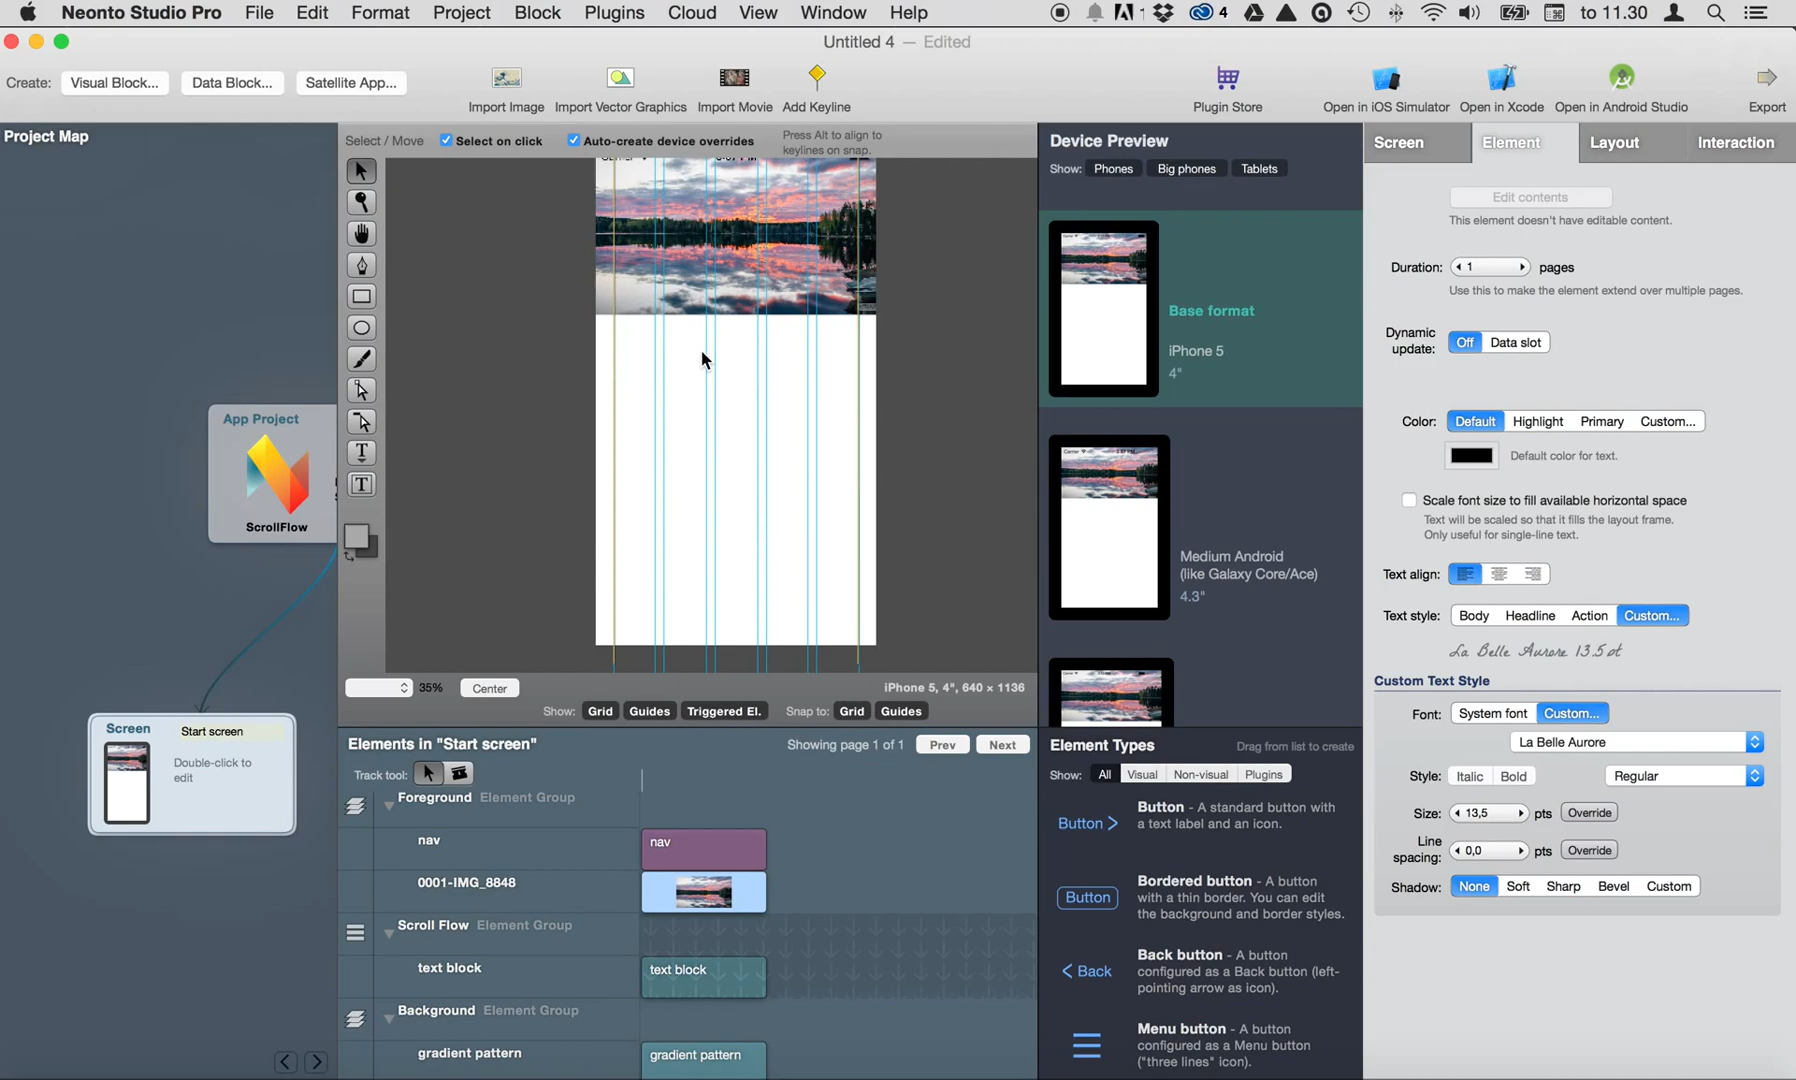 Neonto Studio Pro File Edit Format Project Block Plugins Cloud View Window Help 1 4 to 11.30
Untitled 4 — Edited
Create: Visual Block... Data Block... Satellite App...
Import Image Import Vector Graphics Import Movie Add Keyline Plugin Store Open in iOS Simulator Open in Xcode Open in Android Studio Export
Project Map
App Project
ScrollFlow
Screen Start screen
Double-click to
edit
Select / Move Select on click Auto-create device overrides
Press Alt to align to
keylines on snap.
35% Center iPhone 5, 4", 640 × 1136
Show: Grid Guides Triggered El. Snap to: Grid Guides
Elements in "Start screen" Showing page 1 of 1 Prev Next
Track tool:
Foreground Element Group
nav nav
0001-IMG_8848
Scroll Flow Element Group
text block text block
Background Element Group
gradient pattern gradient pattern
Device Preview
Show: Phones Big phones Tablets
Base format
iPhone 5
4"
Medium Android
(like Galaxy Core/Ace)
4.3"
Element Types Drag from list to create
Show: All Visual Non-visual Plugins
Button >
Button - A standard button with
a text label and an icon.
Button
Bordered button - A button
with a thin border. You can edit
the background and border styles.
< Back
Back button - A button
configured as a Back button (left-
pointing arrow as icon).
Menu button - A button
configured as a Menu button
("three lines" icon).
Screen Element Layout Interaction
Edit contents
This element doesn't have editable content.
Duration: 1 pages
Use this to make the element extend over multiple pages.
Dynamic
update: Off Data slot
Color: Default Highlight Primary Custom...
Default color for text.
Scale font size to fill available horizontal space
Text will be scaled so that it fills the layout frame.
Only useful for single-line text.
Text align:
Text style: Body Headline Action Custom...
La Belle Aurore 13.5 pt
Custom Text Style
Font: System font Custom...
La Belle Aurore
Style: Italic Bold Regular
Size: 13,5 pts Override
Line
spacing: 0,0 pts Override
Shadow: None Soft Sharp Bevel Custom